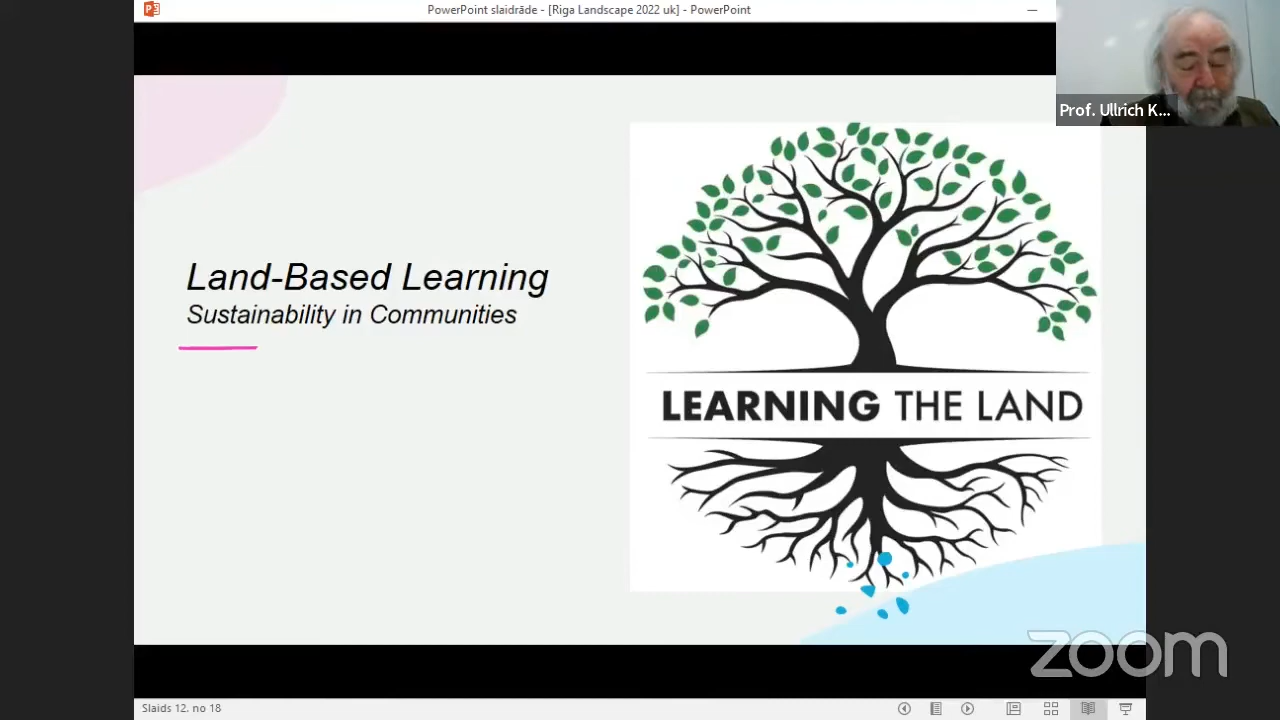 PowerPoint slaidrāde - [Riga Landscape 2022 uk] - PowerPoint
Prof. Ullrich K...
Land-Based Learning
Sustainability in Communities
LEARNING THE LAND
zoom
Slaids 12. no 18